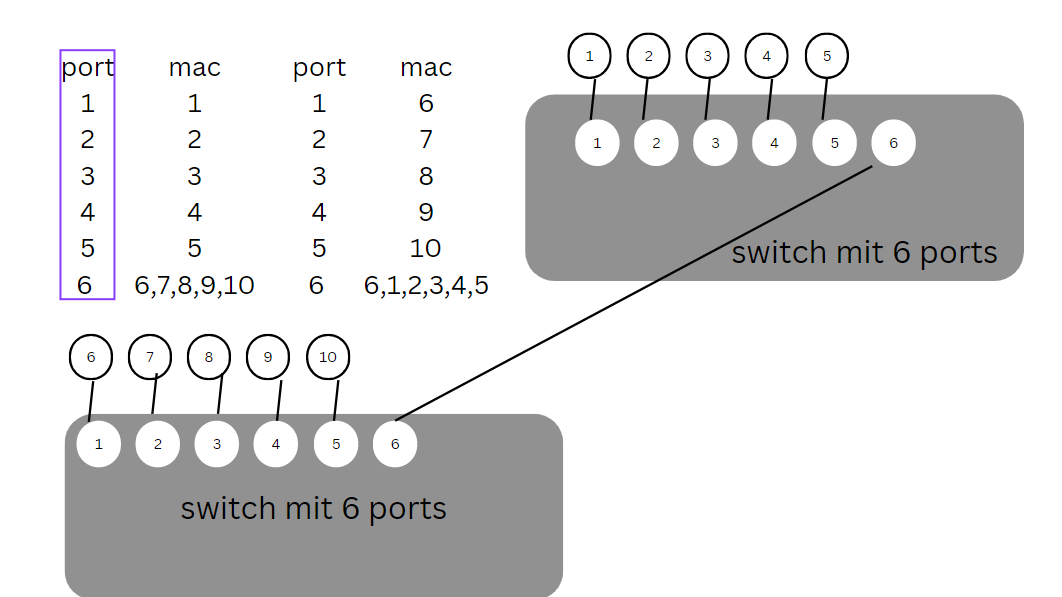 port mac port mac
1 1 1 6
2 2 2 7
3 3 3 8
4 4 4 9
5 5 5 10
6 6,7,8,9,10 6 6,1,2,3,4,5
1 2 3 4 5
1 2 3 4 5 6
switch mit 6 ports
6 7 8 9 10
1 2 3 4 5 6
switch mit 6 ports